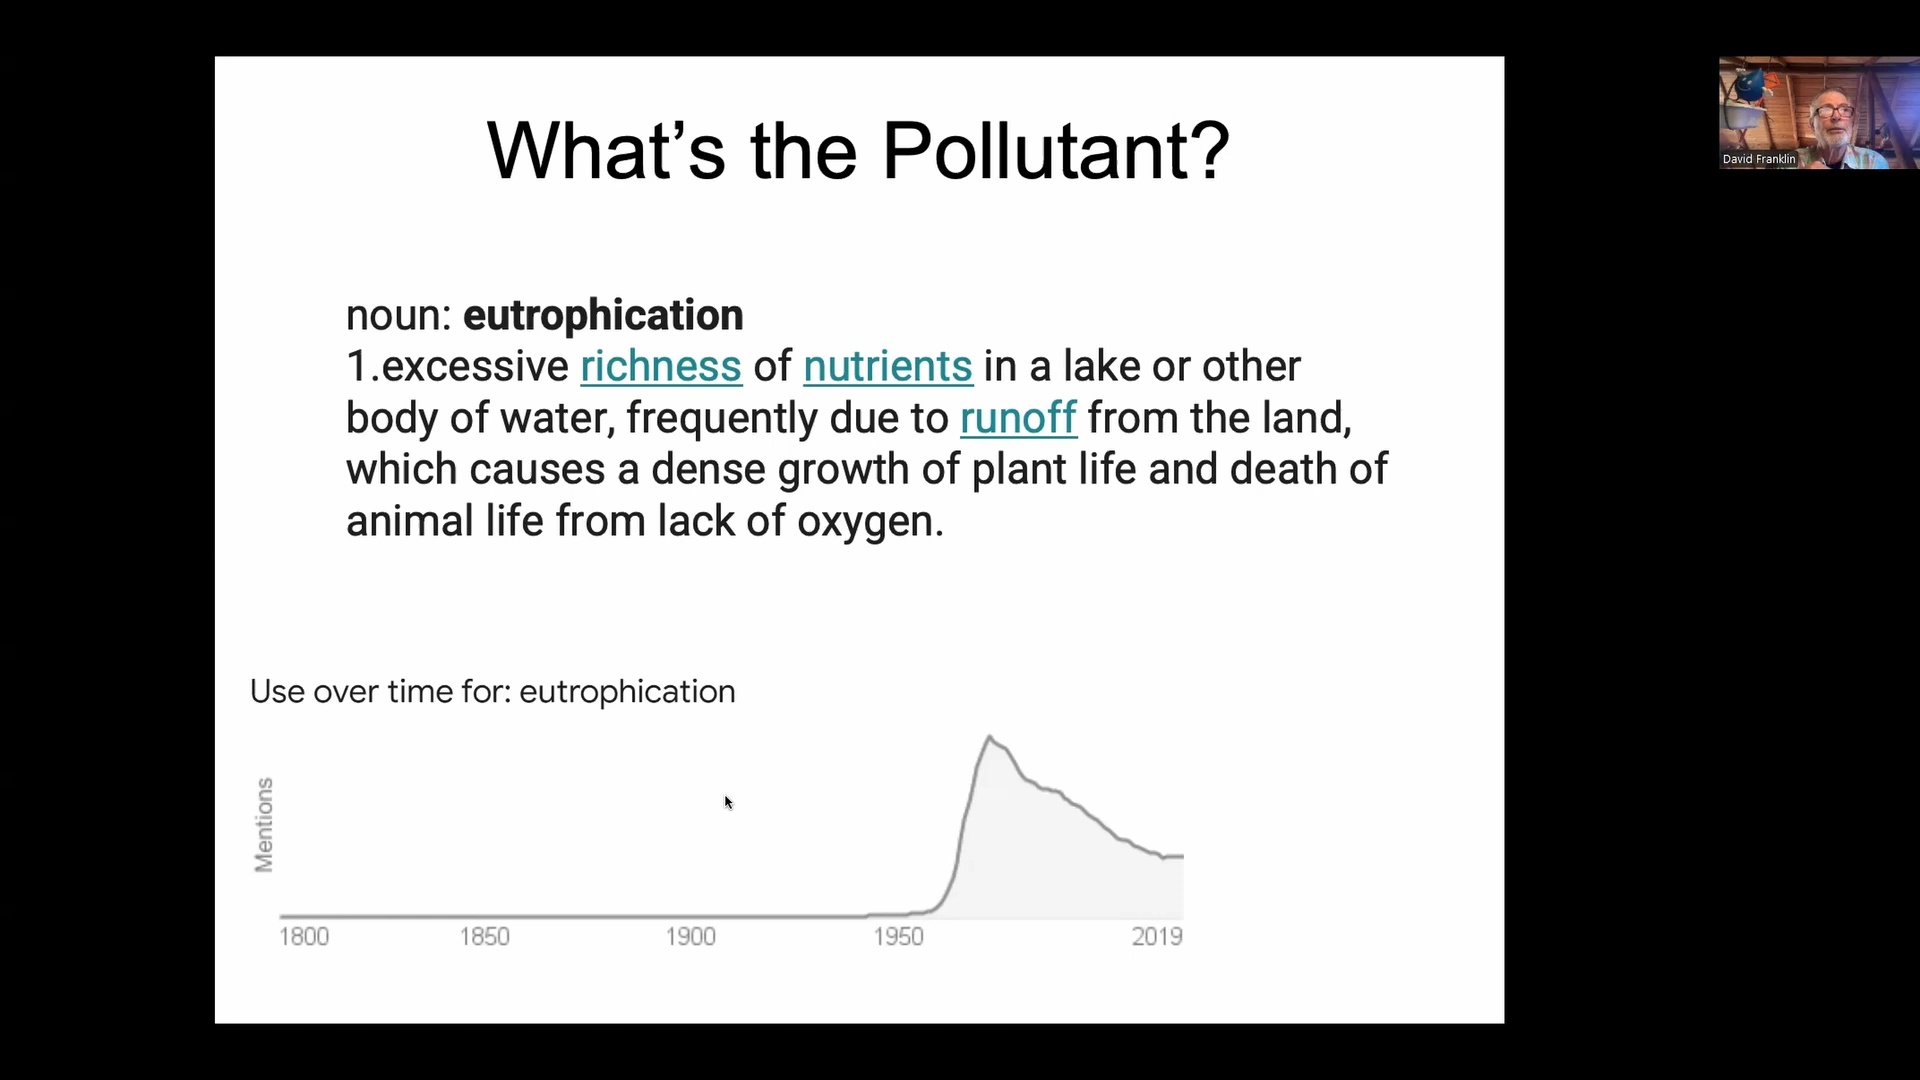 What's the Pollutant?
David Franklin
noun: eutrophication
1.excessive richness of nutrients in a lake or other
body of water, frequently due to runoff from the land,
which causes a dense growth of plant life and death of
animal life from lack of oxygen.
Use over time for: eutrophication
Mentions
1800 1850 1900 1950 2019